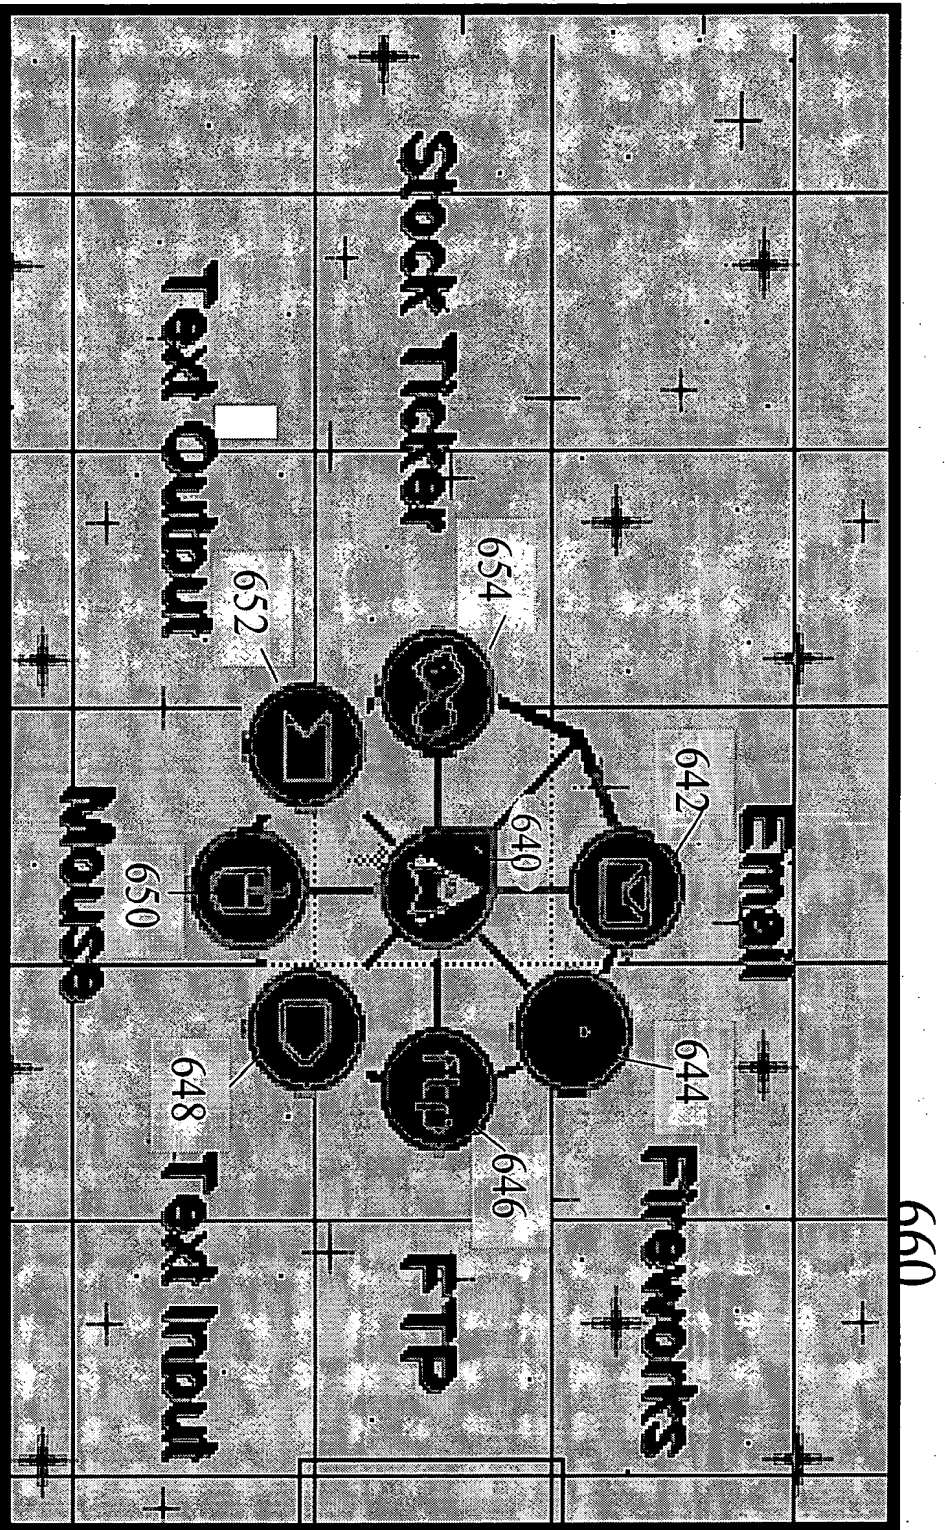 660
Email
642
644
Fireworks
640
Stock Ticker
654
ftp
646
FTP
652
Text Output
648
Text Input
650
Mouse